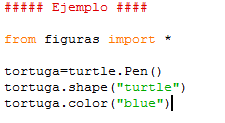 ##### Ejemplo ####
from figuras import *
tortuga=turtle.Pen()
tortuga.shape("turtle")
tortuga.color("blue")